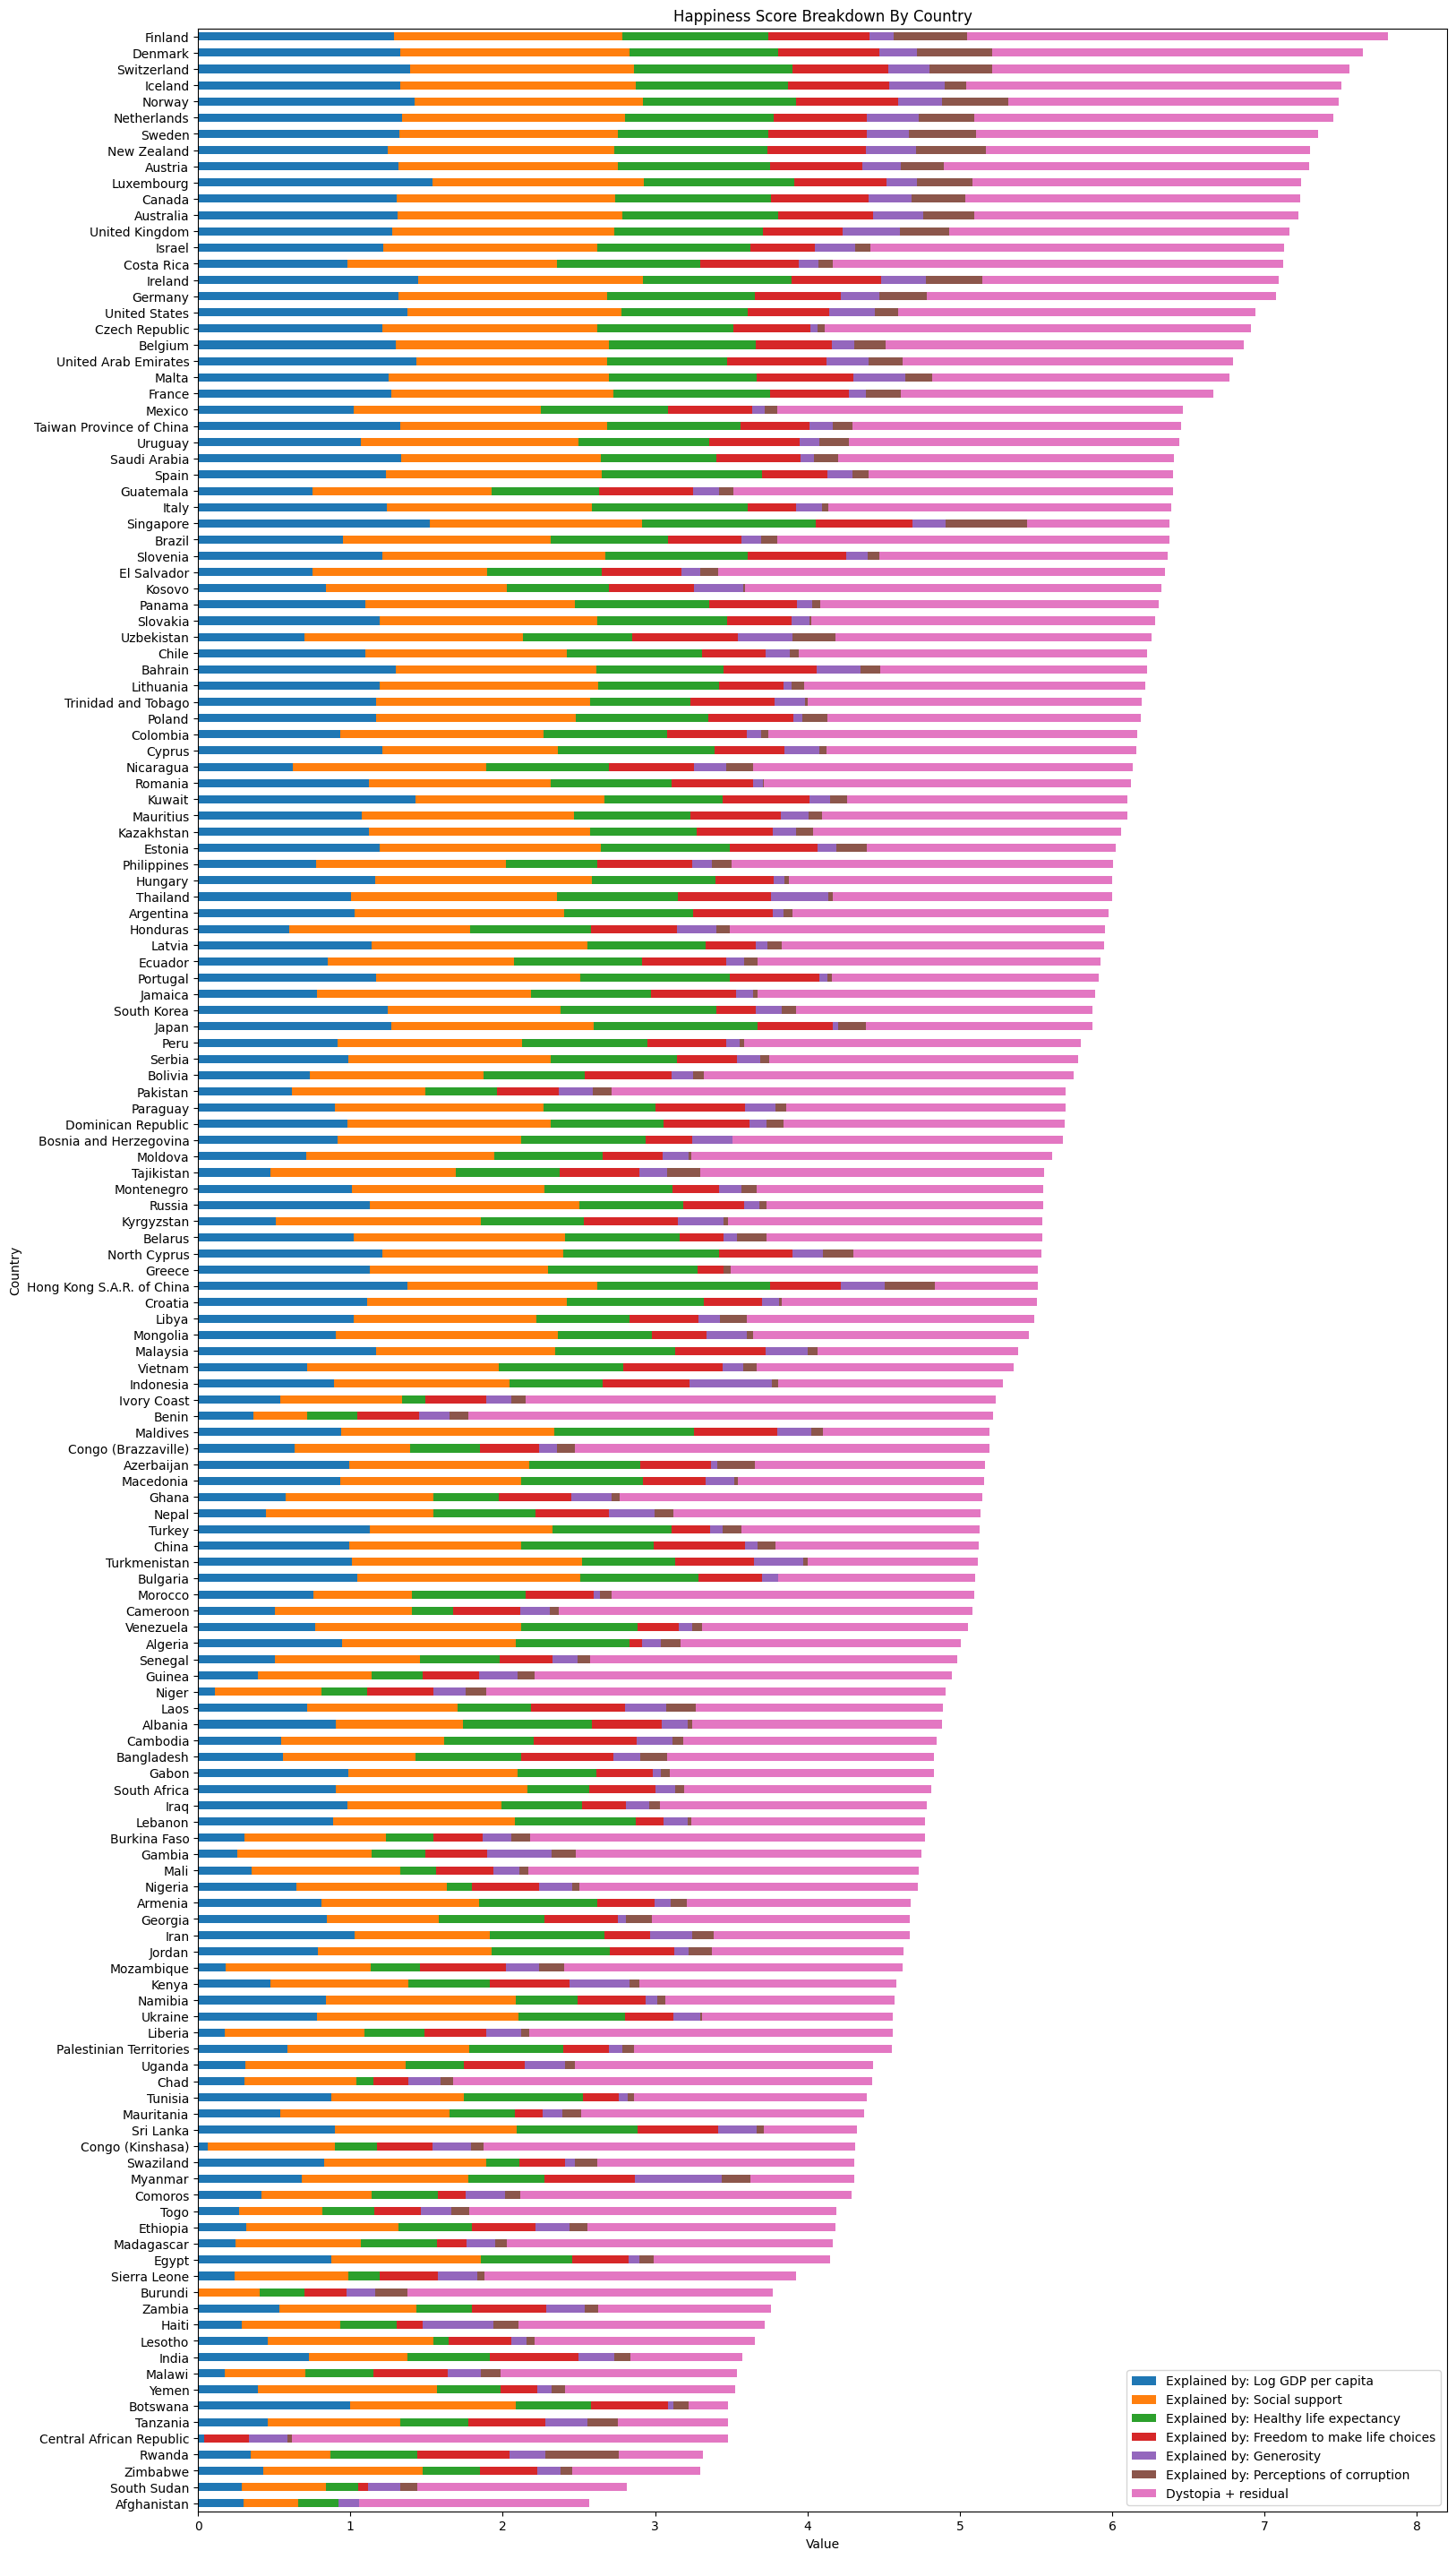 Happiness Score Breakdown By Country
Finland
Denmark
Switzerland
Iceland
Norway
Netherlands
Sweden
New Zealand
Austria
Luxembourg
Canada
Australia
United Kingdom
Israel
Costa Rica
Ireland
Germany
United States
Czech Republic
Belgium
United Arab Emirates
Malta
France
Mexico
Taiwan Province of China
Uruguay
Saudi Arabia
Spain
Guatemala
Italy
Singapore
Brazil
Slovenia
El Salvador
Kosovo
Panama
Slovakia
Uzbekistan
Chile
Bahrain
Lithuania
Trinidad and Tobago
Poland
Colombia
Cyprus
Nicaragua
Romania
Kuwait
Mauritius
Kazakhstan
Estonia
Philippines
Hungary
Thailand
Argentina
Honduras
Latvia
Ecuador
Portugal
Jamaica
South Korea
Japan
Peru
Serbia
Bolivia
Pakistan
Paraguay
Dominican Republic
Bosnia and Herzegovina
Moldova
Tajikistan
Montenegro
Russia
Kyrgyzstan
Belarus
North Cyprus
Greece
Hong Kong S.A.R. of China
Croatia
Libya
Mongolia
Malaysia
Vietnam
Indonesia
Ivory Coast
Benin
Maldives
Congo (Brazzaville)
Azerbaijan
Macedonia
Ghana
Nepal
Turkey
China
Turkmenistan
Bulgaria
Morocco
Cameroon
Venezuela
Algeria
Senegal
Guinea
Niger
Laos
Albania
Cambodia
Bangladesh
Gabon
South Africa
Iraq
Lebanon
Burkina Faso
Gambia
Mali
Nigeria
Armenia
Georgia
Iran
Jordan
Mozambique
Kenya
Namibia
Ukraine
Liberia
Palestinian Territories
Uganda
Chad
Tunisia
Mauritania
Sri Lanka
Congo (Kinshasa)
Swaziland
Myanmar
Comoros
Togo
Ethiopia
Madagascar
Egypt
Sierra Leone
Burundi
Zambia
Haiti
Lesotho
India
Malawi
Yemen
Botswana
Tanzania
Central African Republic
Rwanda
Zimbabwe
South Sudan
Afghanistan
Country
Explained by: Log GDP per capita
Explained by: Social support
Explained by: Healthy life expectancy
Explained by: Freedom to make life choices
Explained by: Generosity
Explained by: Perceptions of corruption
Dystopia + residual
0 1 2 3 4 5 6 7 8
Value